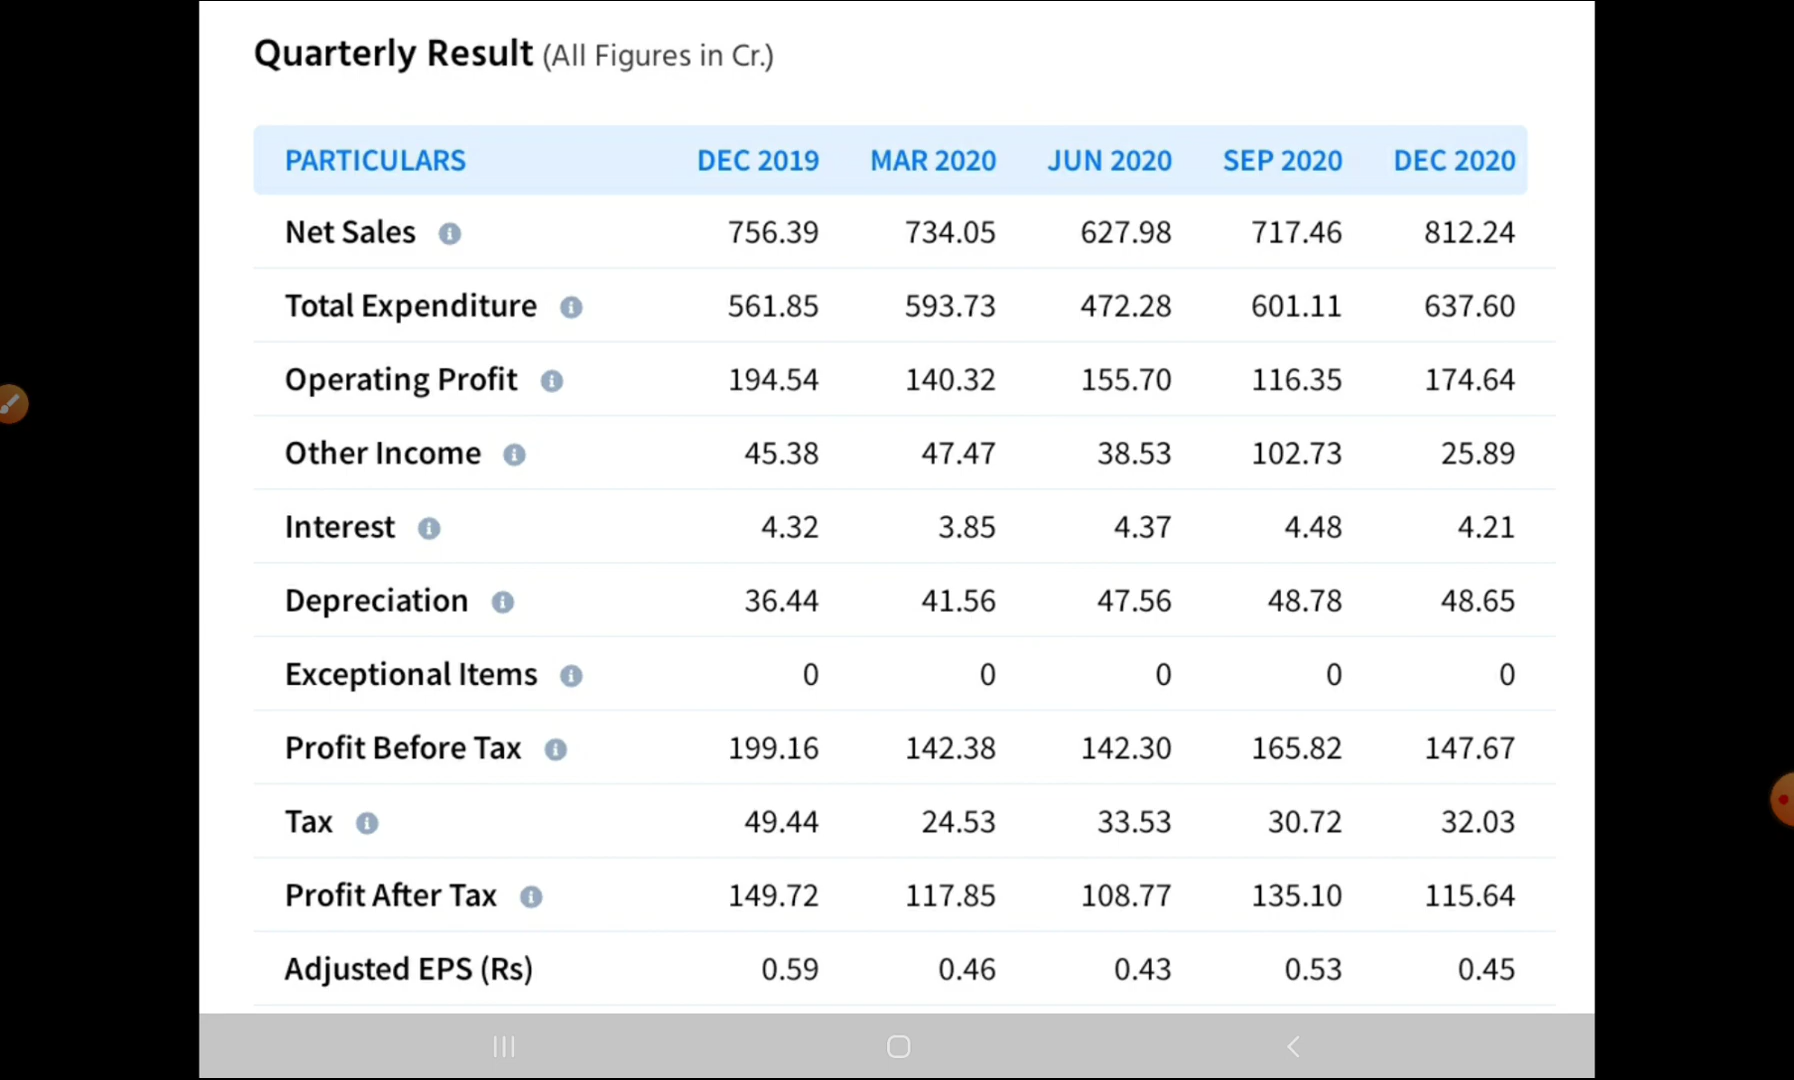 Quarterly Result (All Figures in Cr.)
PARTICULARS DEC 2019 MAR 2020 JUN 2020 SEP 2020 DEC 2020
Net Sales 756.39 734.05 627.98 717.46 812.24
Total Expenditure 561.85 593.73 472.28 601.11 637.60
Operating Profit 194.54 140.32 155.70 116.35 174.64
Other Income 45.38 47.47 38.53 102.73 25.89
Interest 4.32 3.85 4.37 4.48 4.21
Depreciation 36.44 41.56 47.56 48.78 48.65
Exceptional Items 0 0 0 0 0
Profit Before Tax 199.16 142.38 142.30 165.82 147.67
Tax 49.44 24.53 33.53 30.72 32.03
Profit After Tax 149.72 117.85 108.77 135.10 115.64
Adjusted EPS (Rs) 0.59 0.46 0.43 0.53 0.45